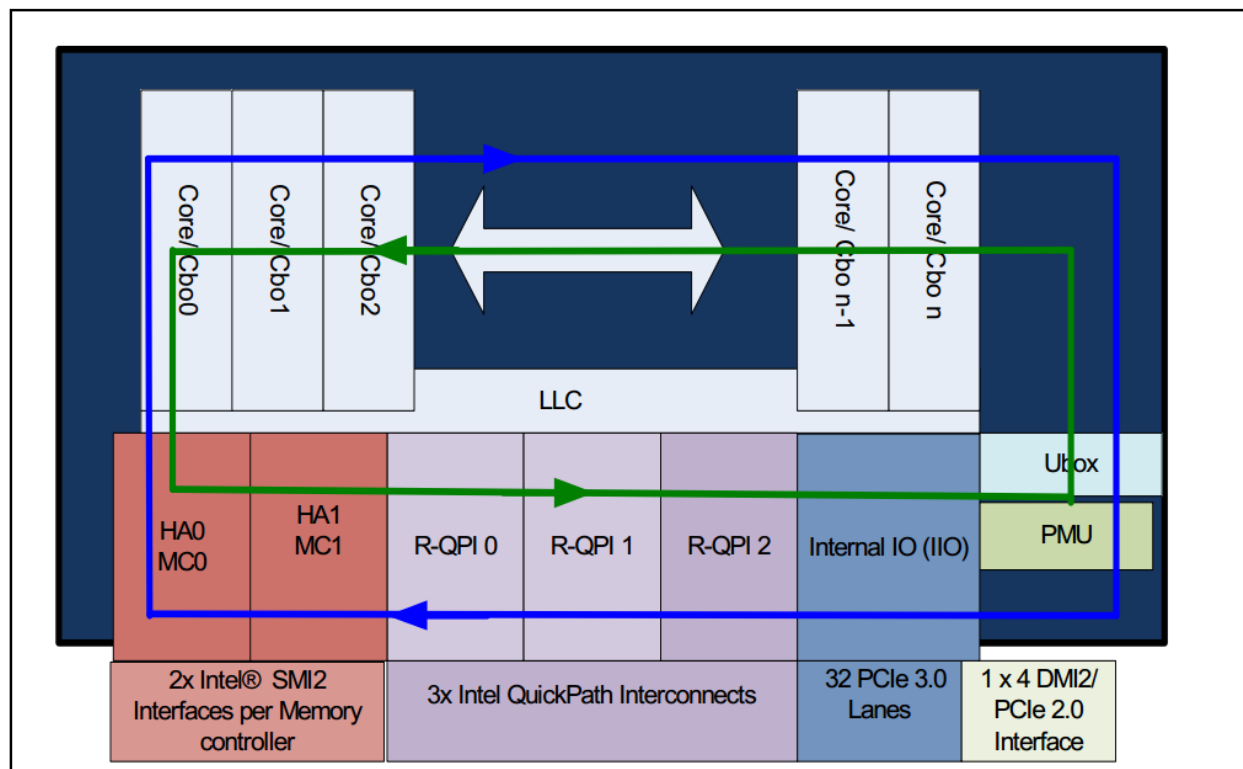 Core/ Cbo0
Core/ Cbo1
Core/ Cbo2
Core/ Cbo n-1
Core/ Cbo n
LLC
Ubox
HA0
MC0
HA1
MC1
R-QPI 0
R-QPI 1
R-QPI 2
Internal IO (IIO)
PMU
2x Intel® SMI2
Interfaces per Memory
controller
3x Intel QuickPath Interconnects
32 PCIe 3.0
Lanes
1 x 4 DMI2/
PCIe 2.0
Interface